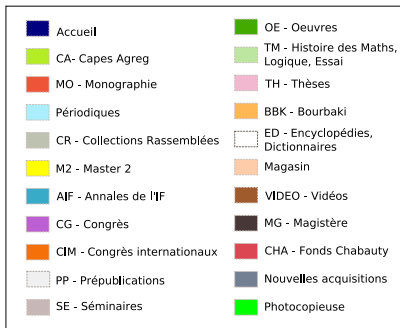 Accueil
CA- Capes Agreg
MO - Monographie
Périodiques
CR - Collections Rassemblées
M2 - Master 2
AIF - Annales de l'IF
CG - Congrès
CIM - Congrès internationaux
PP - Prépublications
SE - Séminaires
OE - Oeuvres
TM - Histoire des Maths,
Logique, Essai
TH - Thèses
BBK - Bourbaki
ED - Encyclopédies,
Dictionnaires
Magasin
VIDEO - Vidéos
MG - Magistère
CHA - Fonds Chabauty
Nouvelles acquisitions
Photocopieuse